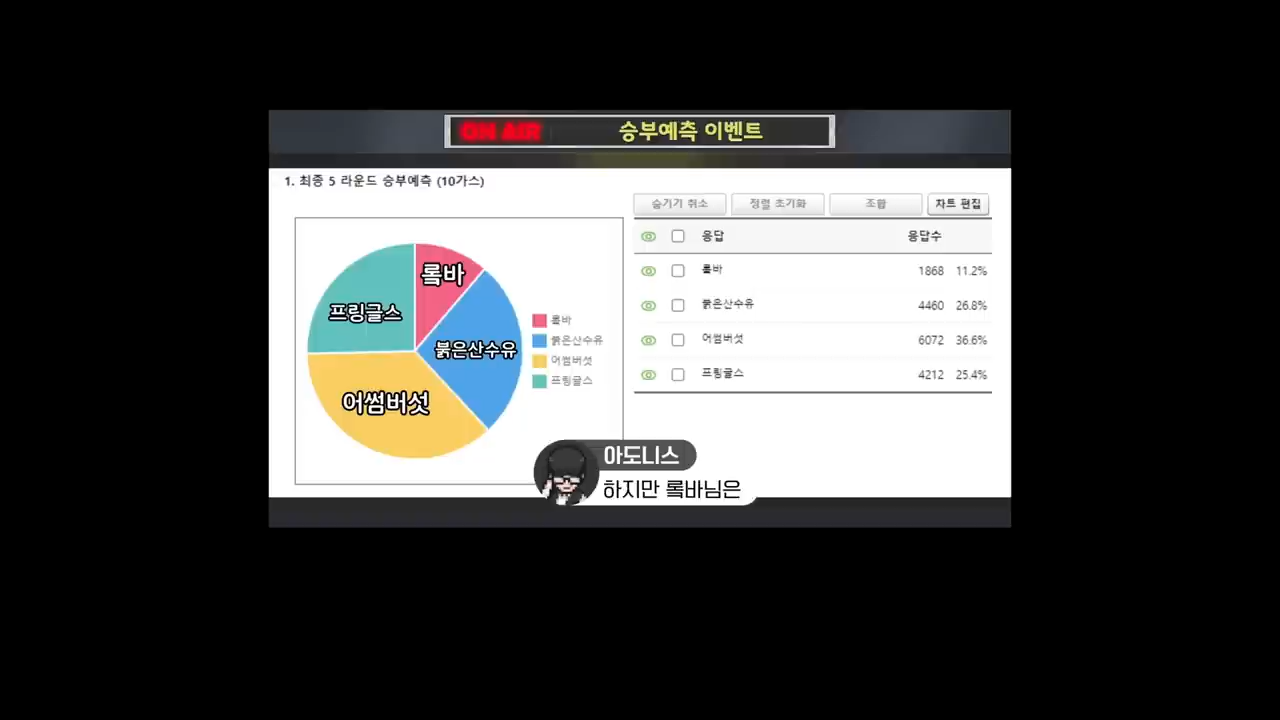 ON AIR
승부예측 이벤트
1. 최종 5 라운드 승부예측 (10가스)
숨기기 취소
정렬 초기화
조합
차트 편집
응답 응답수
롤바 1868 11.2%
붉은산수유 4460 26.8%
어썸버섯 6072 36.6%
프링글스 4212 25.4%
롤바
프링글스
붉은산수유
어썸버섯
롤바
붉은산수유
어썸버섯
프링글스
아도니스
하지만 롤바님은